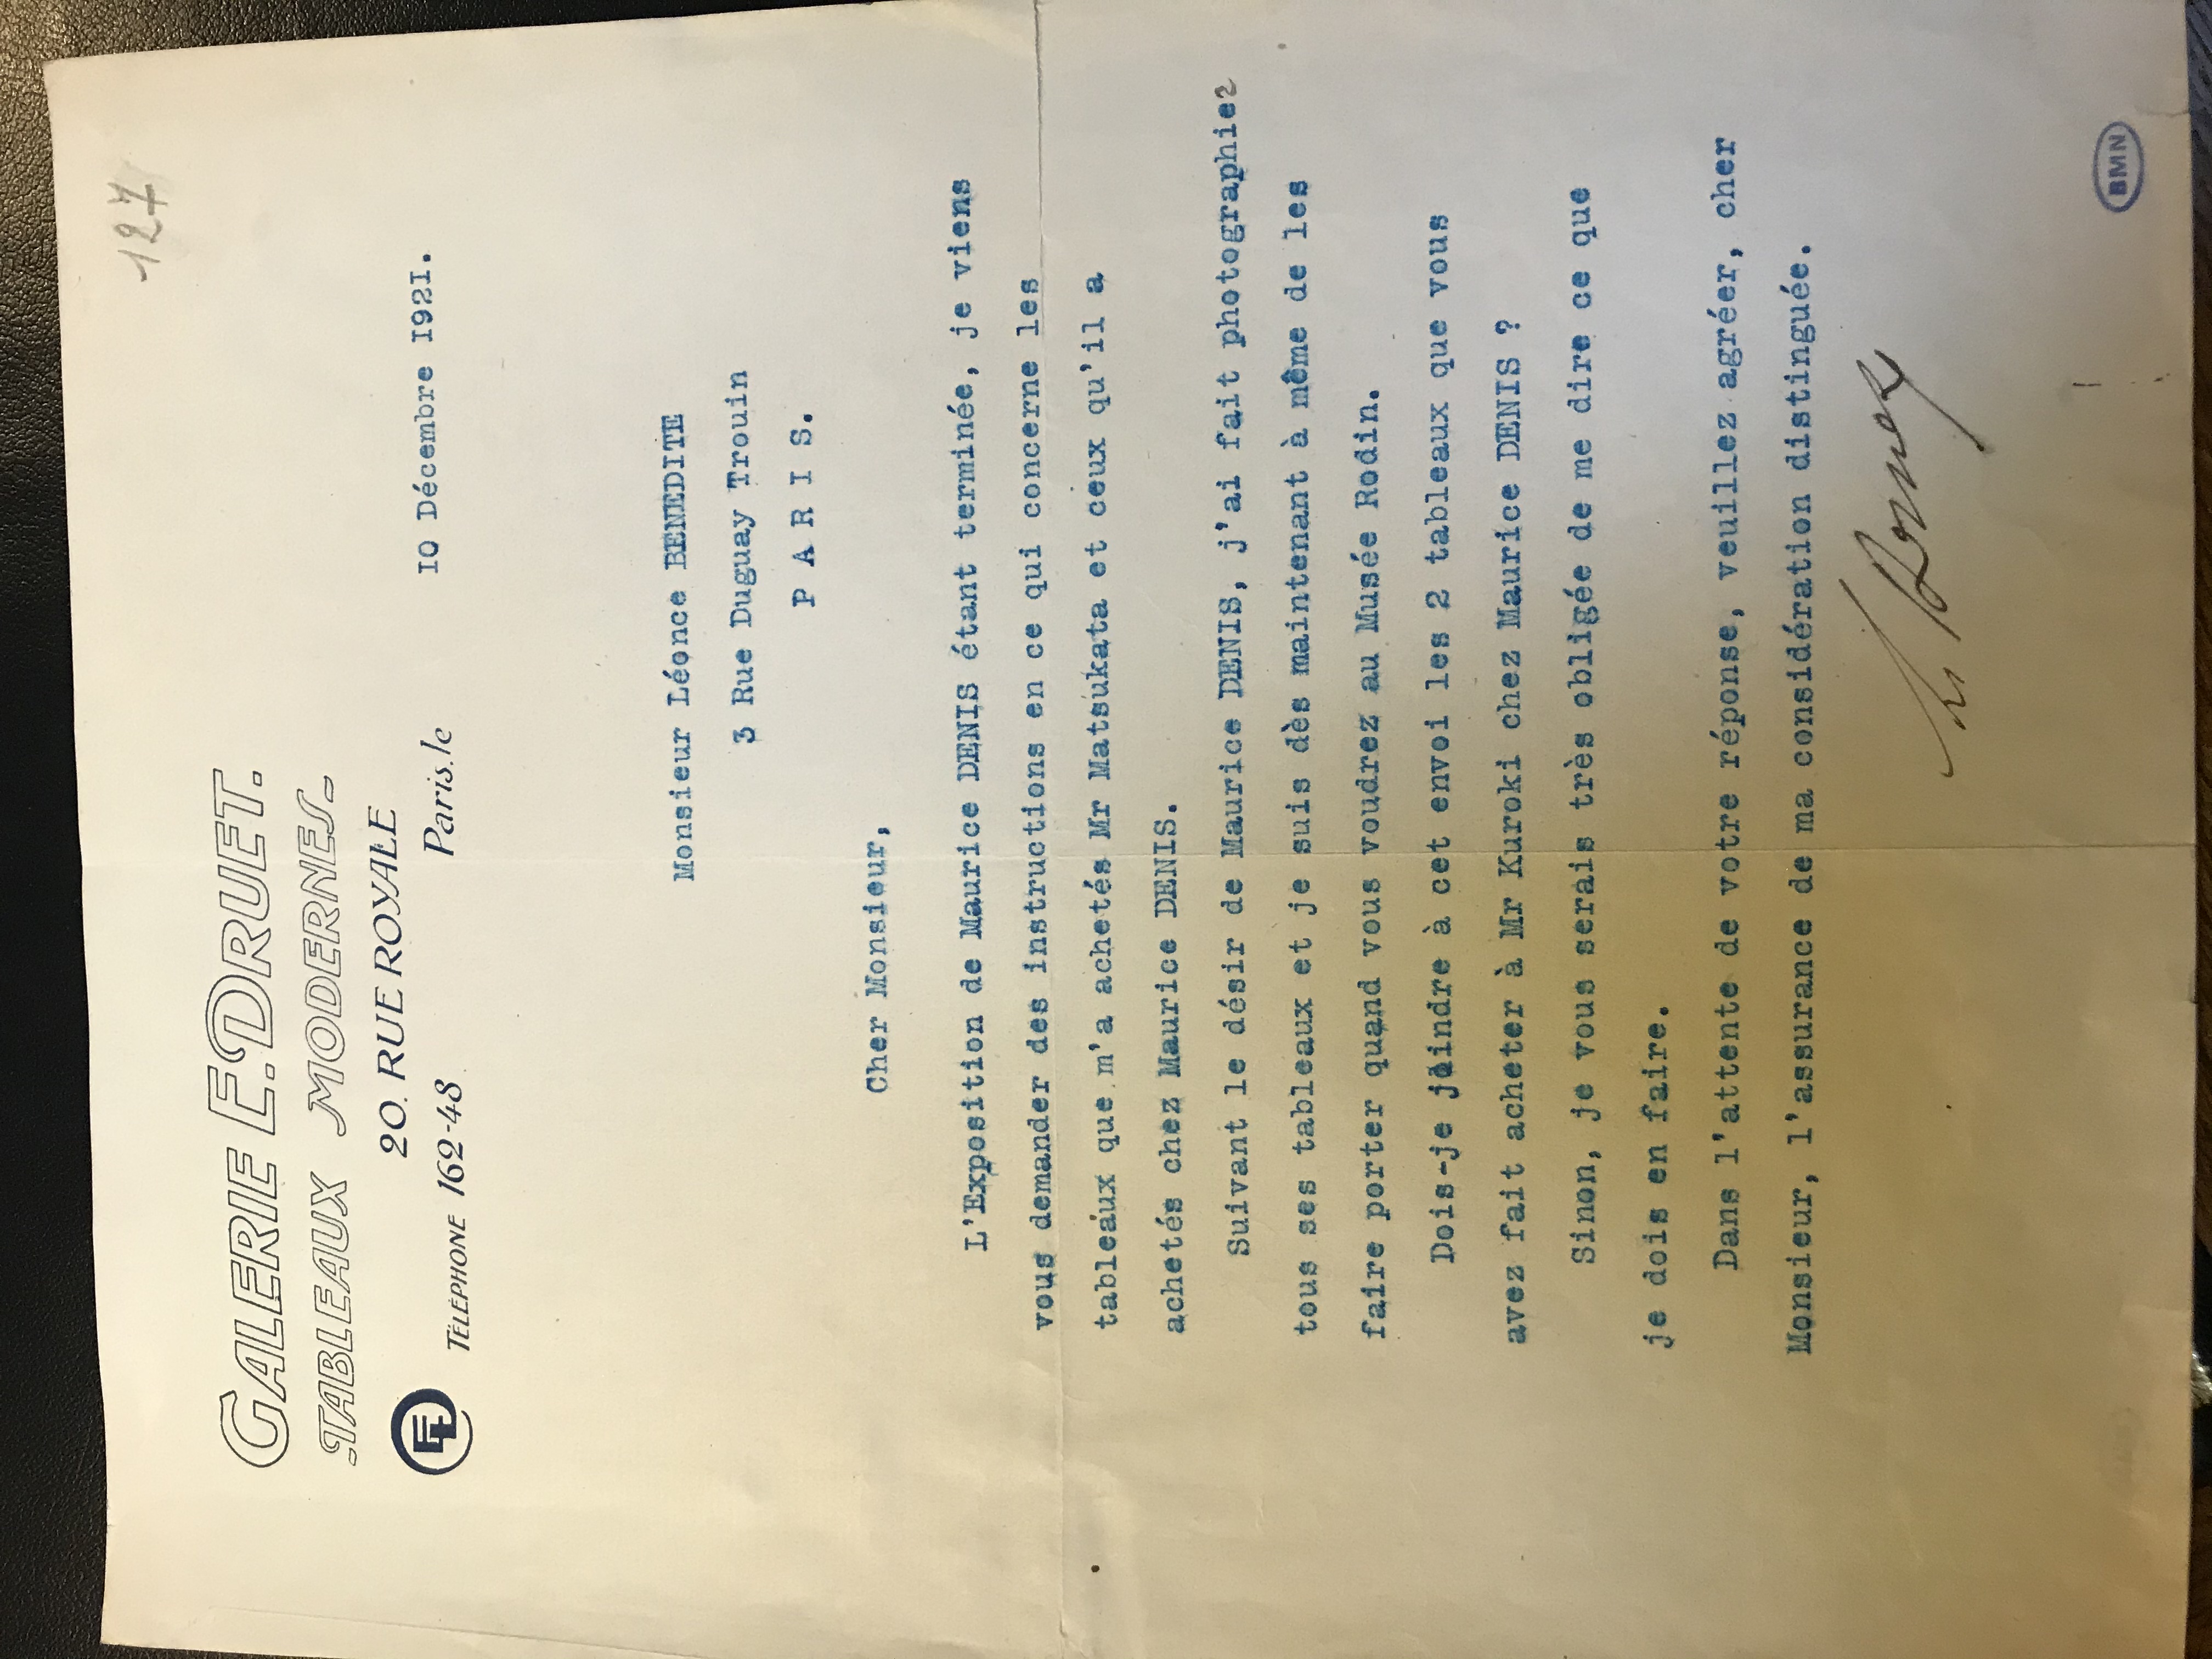 127
GALERIE E. DRUET.
TABLEAUX MODERNES
20. RUE ROYALE
TÉLÉPHONE 162-48 Paris, le IO Décembre I92I.
Monsieur Léonce BENEDITE
3 Rue Duguay Trouin
P A R I S.
Cher Monsieur,
L'Exposition de Maurice DENIS étant terminée, je viens
vous demander des instructions en ce qui concerne les
tableaux que m'a achetés Mr Matsukata et ceux qu'il a
achetés chez Maurice DENIS.
Suivant le désir de Maurice DENIS, j'ai fait photographier
tous ses tableaux et je suis dès maintenant à même de les
faire porter quand vous voudrez au Musée Rodin.
Dois-je joindre à cet envoi les 2 tableaux que vous
avez fait acheter à Mr Kuroki chez Maurice DENIS ?
Sinon, je vous serais très obligée de me dire ce que
je dois en faire.
Dans l'attente de votre réponse, veuillez agréer, cher
Monsieur, l'assurance de ma considération distinguée.
BMN